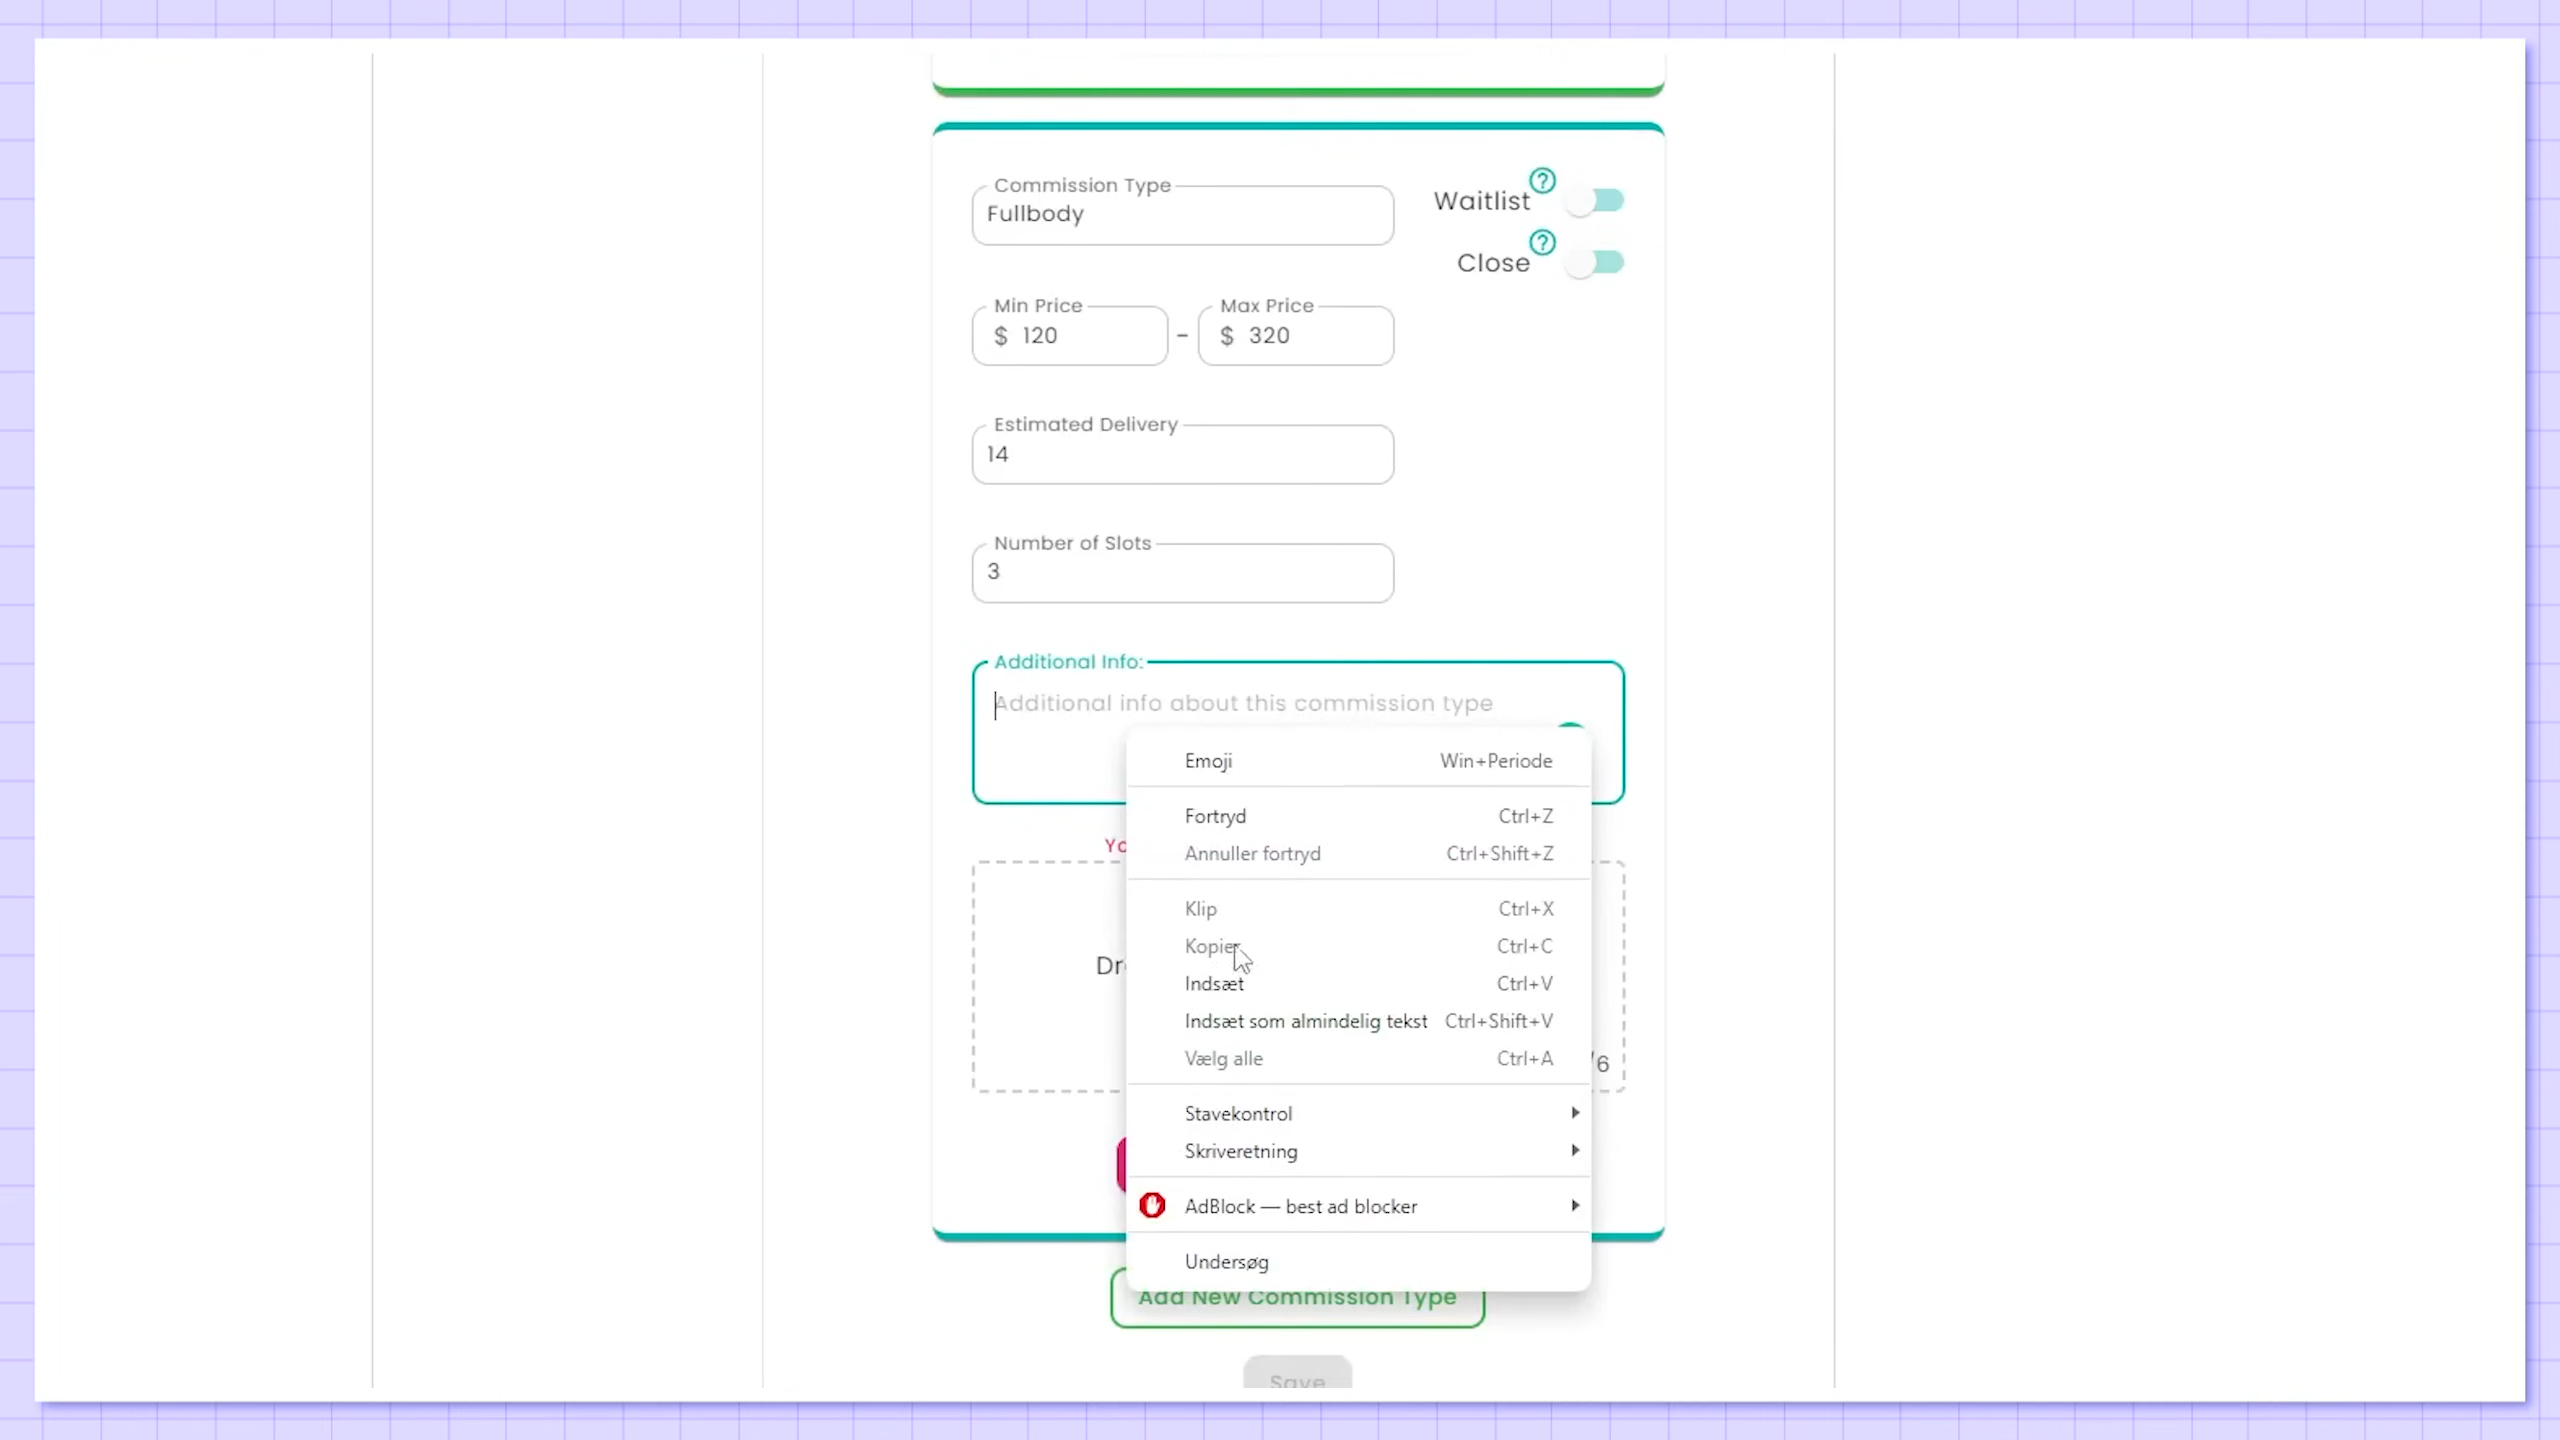 Commission Type
Fullbody
Waitlist ?
Close ?
Min Price
$ 120
-
Max Price
$ 320
Estimated Delivery
14
Number of Slots
3
Additional Info:
Additional info about this commission type
Emoji Win+Periode
Fortryd Ctrl+Z
Annuller fortryd Ctrl+Shift+Z
Klip Ctrl+X
Kopier Ctrl+C
Indsæt Ctrl+V
Indsæt som almindelig tekst Ctrl+Shift+V
Vælg alle Ctrl+A
/6
Stavekontrol
Skriveretning
AdBlock — best ad blocker
Undersøg
Add New Commission Type
Save